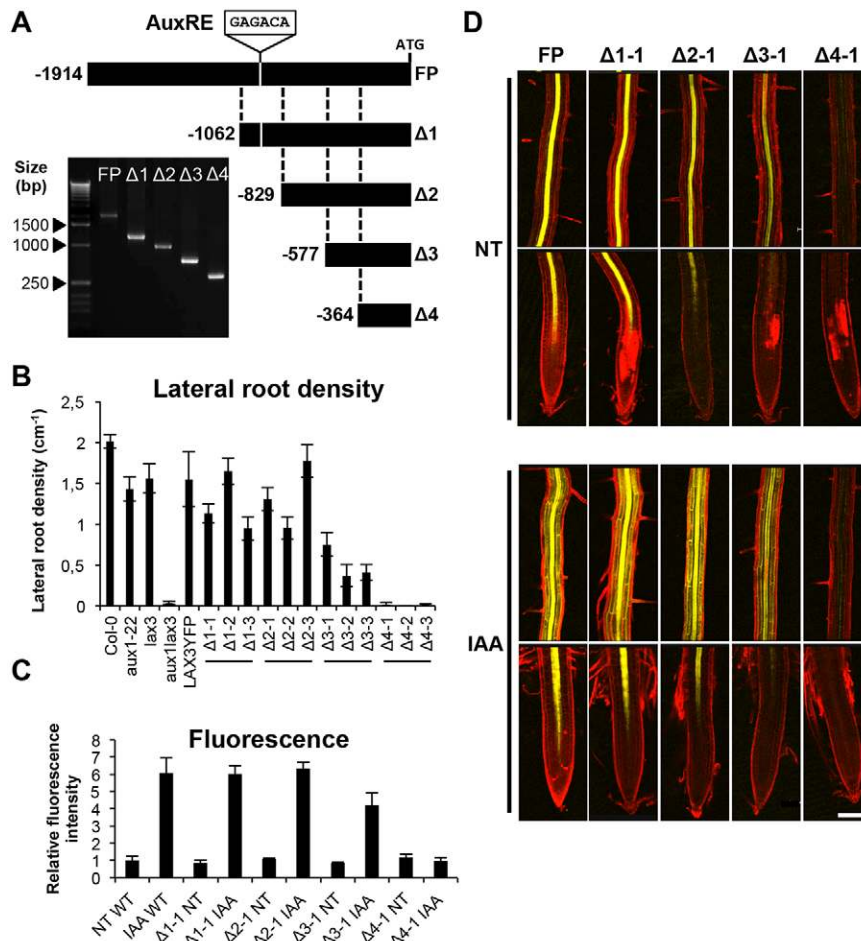 A
AuxRE
GAGACA
ATG
-1914
FP
-1062
Δ1
-829
Δ2
-577
Δ3
-364
Δ4
Size
(bp)
FP Δ1 Δ2 Δ3 Δ4
1500
1000
250
B
Lateral root density
Lateral root density (cm⁻¹)
2,5
2
1,5
1
0,5
0
Col-0
aux1-22
lax3
aux1lax3
LAX3YFP
Δ1-1
Δ1-2
Δ1-3
Δ2-1
Δ2-2
Δ2-3
Δ3-1
Δ3-2
Δ3-3
Δ4-1
Δ4-2
Δ4-3
C
Fluorescence
Relative fluorescence
intensity
8
7
6
5
4
3
2
1
0
NT WT
IAA WT
Δ1-1 NT
Δ1-1 IAA
Δ2-1 NT
Δ2-1 IAA
Δ3-1 NT
Δ3-1 IAA
Δ4-1 NT
Δ4-1 IAA
D
FP Δ1-1 Δ2-1 Δ3-1 Δ4-1
NT
IAA